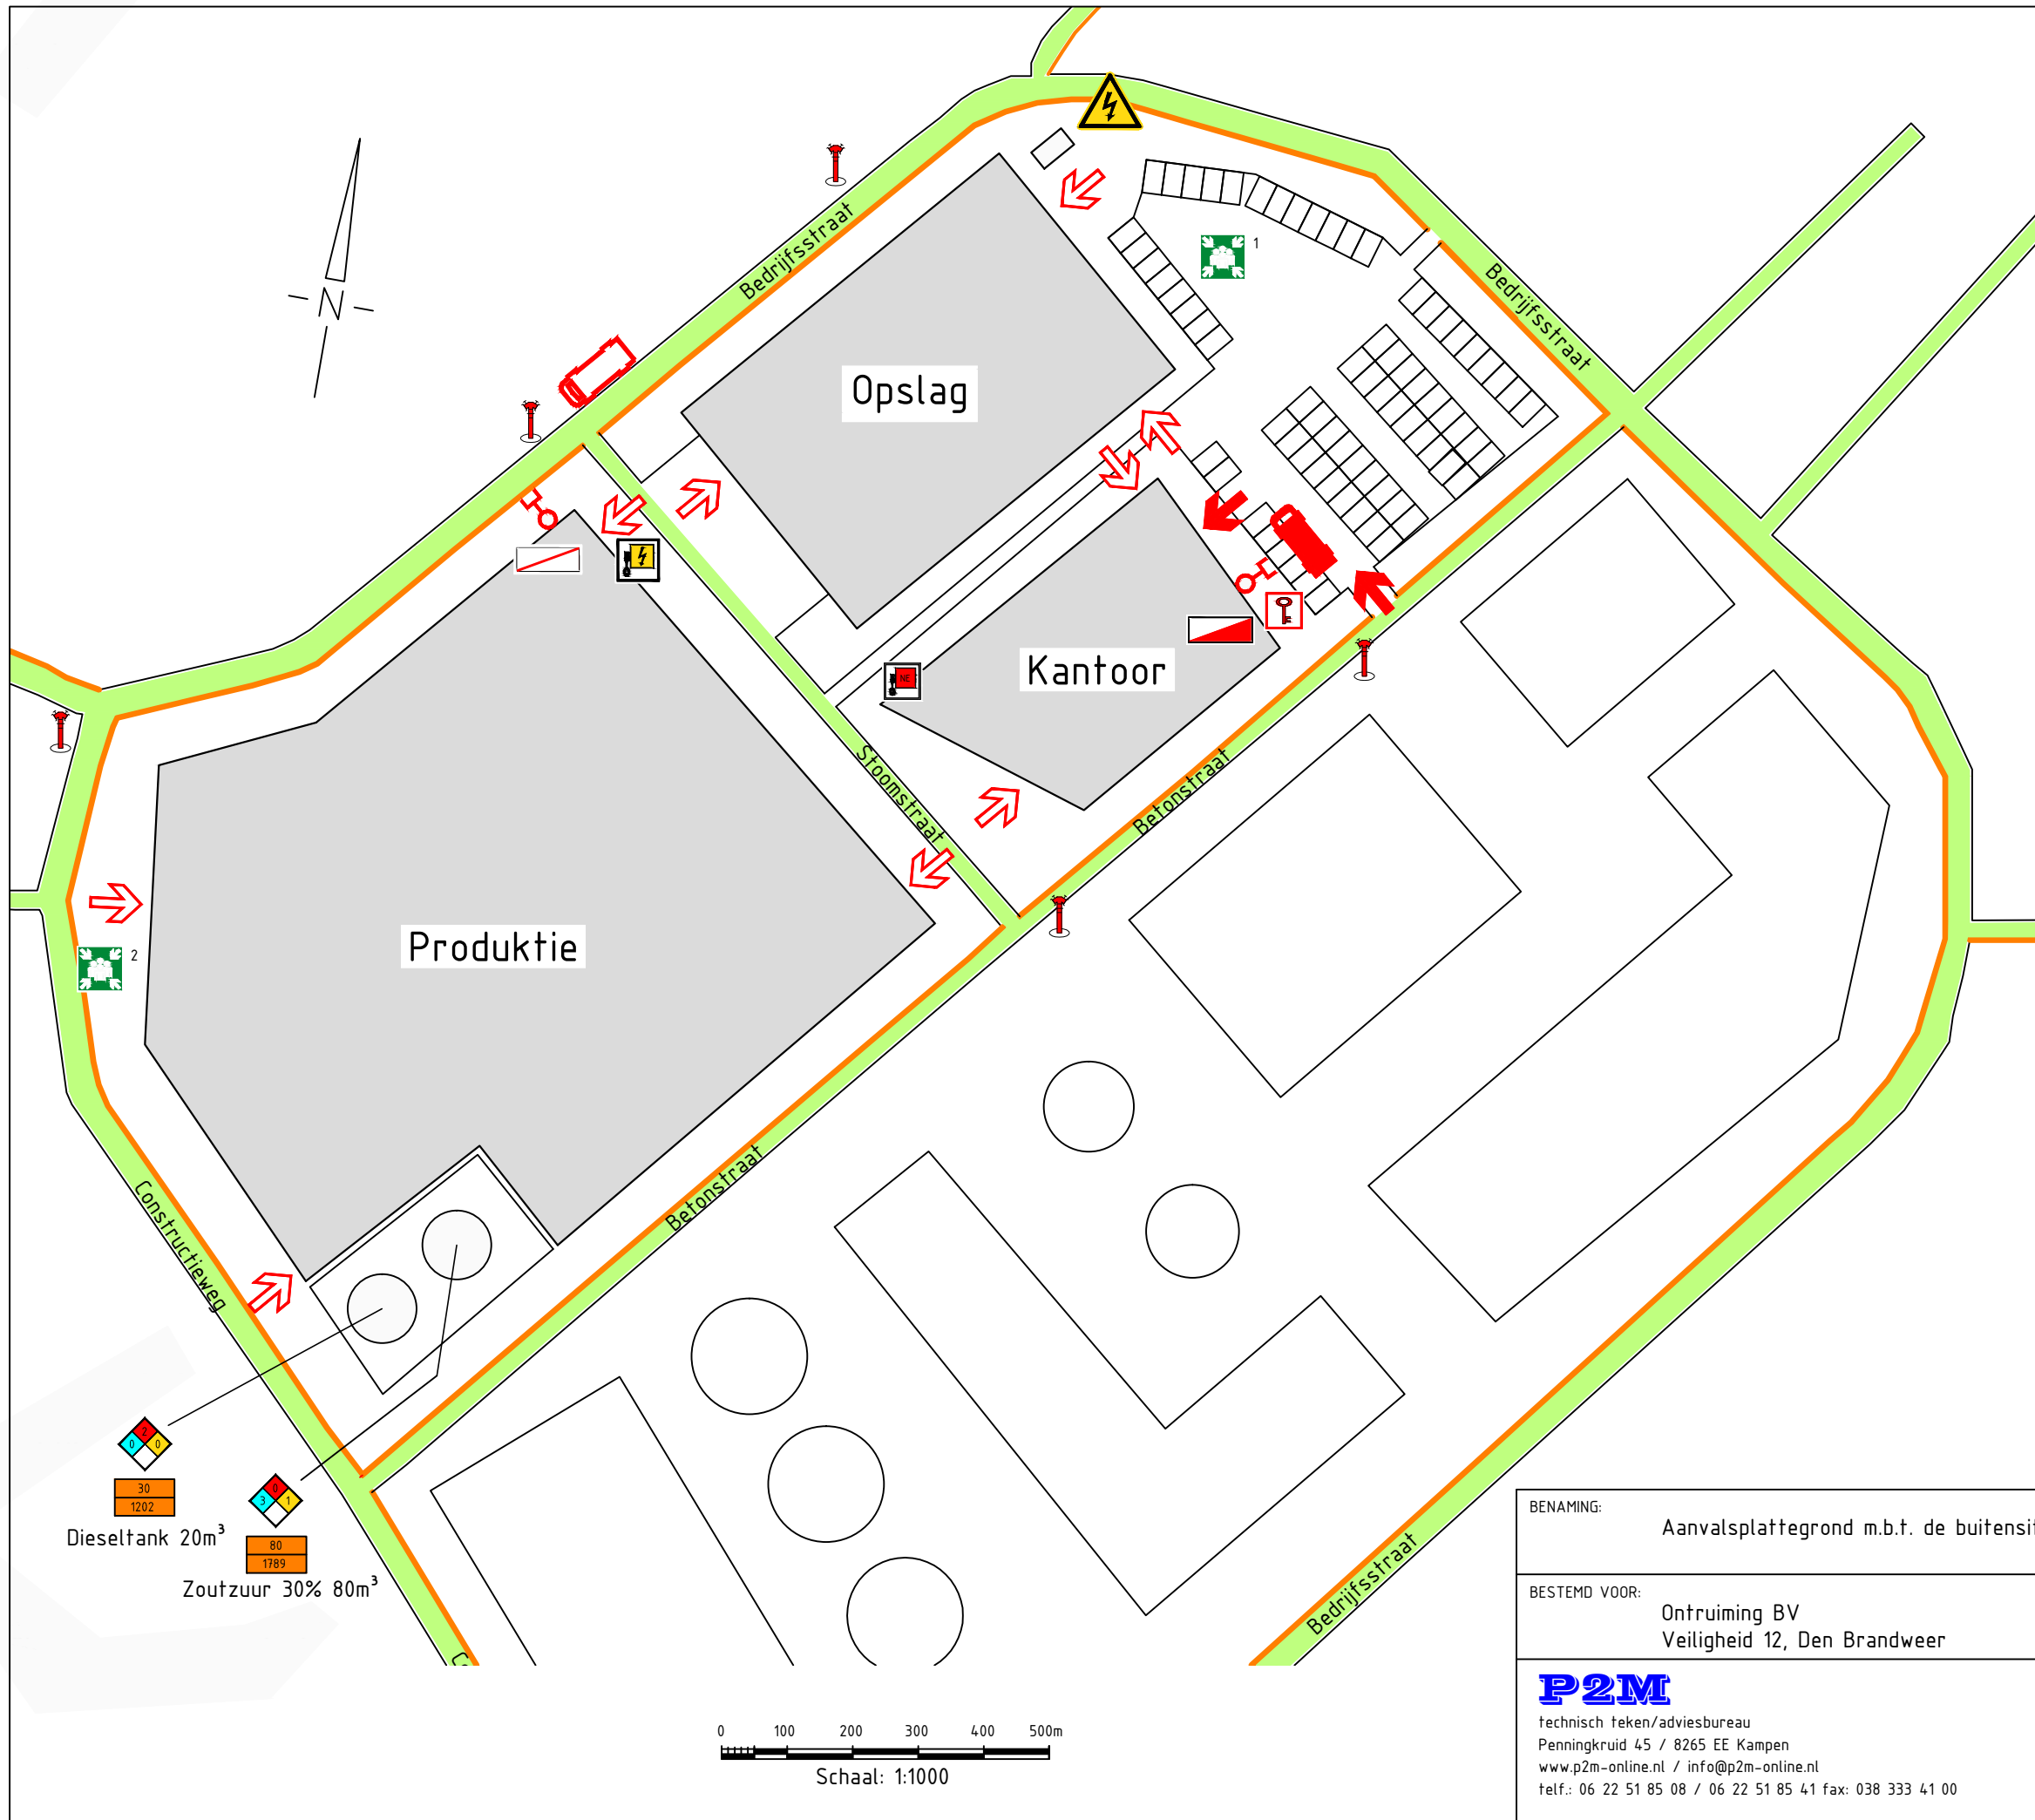 Bedrijfsstraat
1
N
Bedrijfsstraat
Opslag
NE
Kantoor
Stoomstraat
Betonstraat
Produktie
2
Betonstraat
Constructieweg
2
0
0
30
1202
Dieseltank 20m³
0
3
1
80
1789
Zoutzuur 30% 80m³
Bedrijfsstraat
BENAMING:
Aanvalsplattegrond m.b.t. de
BESTEMD VOOR:
Ontruiming BV
Veiligheid 12, Den Brandweer
P2M
technisch teken/adviesbureau
Penningkruid 45 / 8265 EE Kampen
www.p2m-online.nl / info@p2m-online.nl
telf.: 06 22 51 85 08 / 06 22 51 85 41 fax: 038 333 41 00
0 100 200 300 400 500m
Schaal: 1:1000